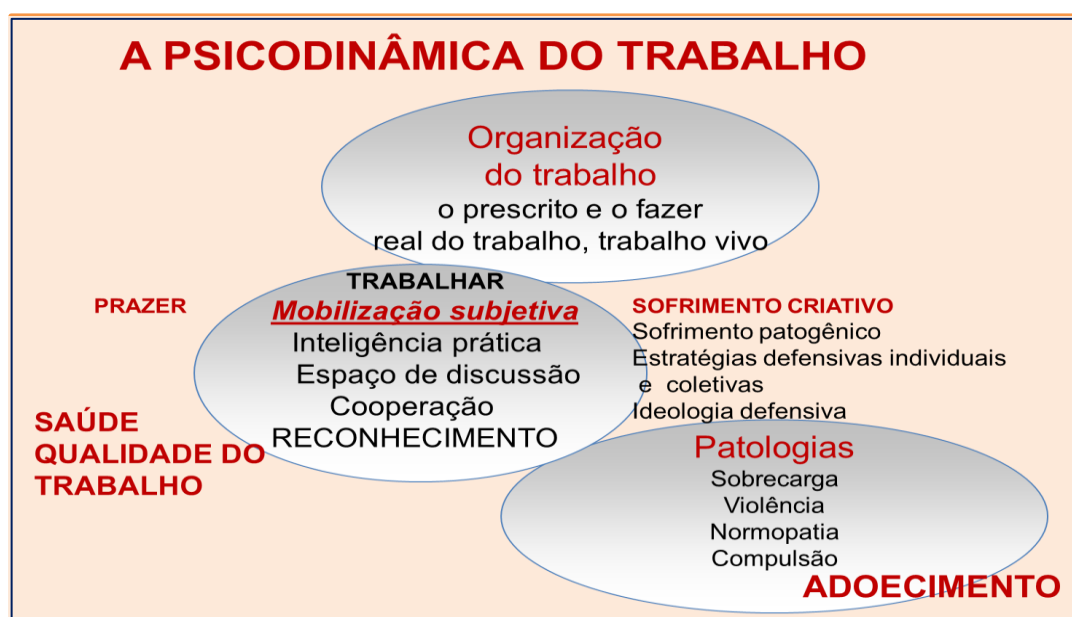 A PSICODINÂMICA DO TRABALHO
Organização
do trabalho
o prescrito e o fazer
real do trabalho, trabalho vivo
TRABALHAR
Mobilização subjetiva
Inteligência prática
Espaço de discussão
Cooperação
RECONHECIMENTO
PRAZER
SAÚDE
QUALIDADE DO
TRABALHO
SOFRIMENTO CRIATIVO
Sofrimento patogênico
Estratégias defensivas individuais
e coletivas
Ideologia defensiva
Patologias
Sobrecarga
Violência
Normopatia
Compulsão
ADOECIMENTO